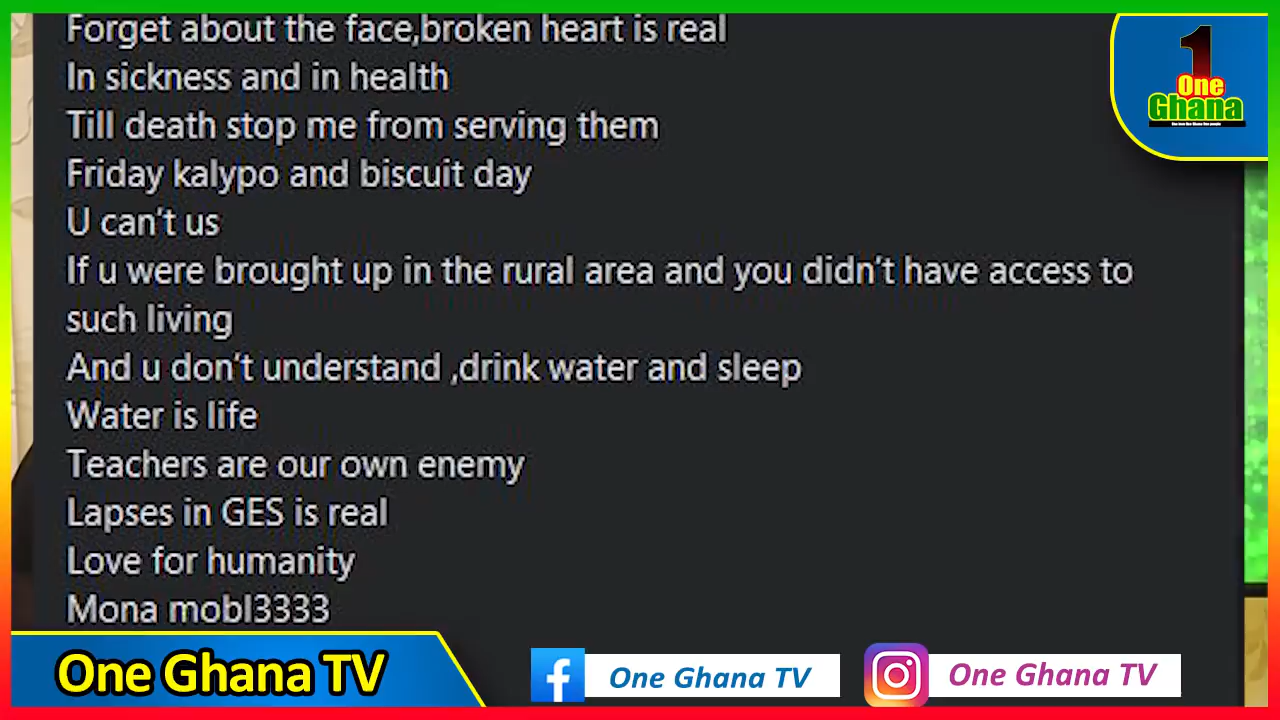 Forget about the face,broken heart is real
In sickness and in health
Till death stop me from serving them
Friday kalypo and biscuit day
U can't us
If u were brought up in the rural area and you didn't have access to
such living
And u don't understand ,drink water and sleep
Water is life
Teachers are our own enemy
Lapses in GES is real
Love for humanity
Mona mobl3333
1
One
Ghana
One Ghana TV
One Ghana TV
One Ghana TV